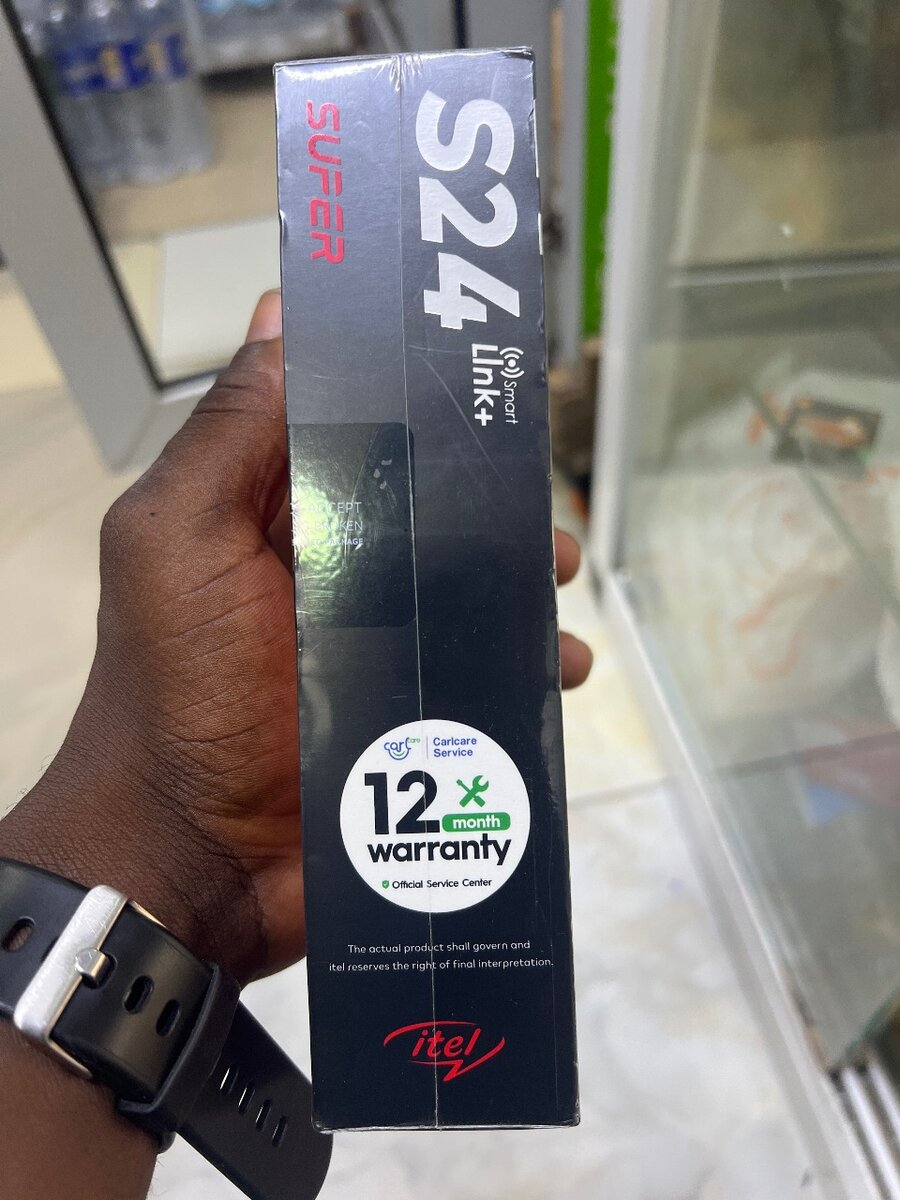 S24
SUPER
Smart
Link+
ACCEPT
Carlcare
Service
12
month
warranty
Official Service Center
The actual product shall govern and
itel reserves the right of final interpretation.
itel